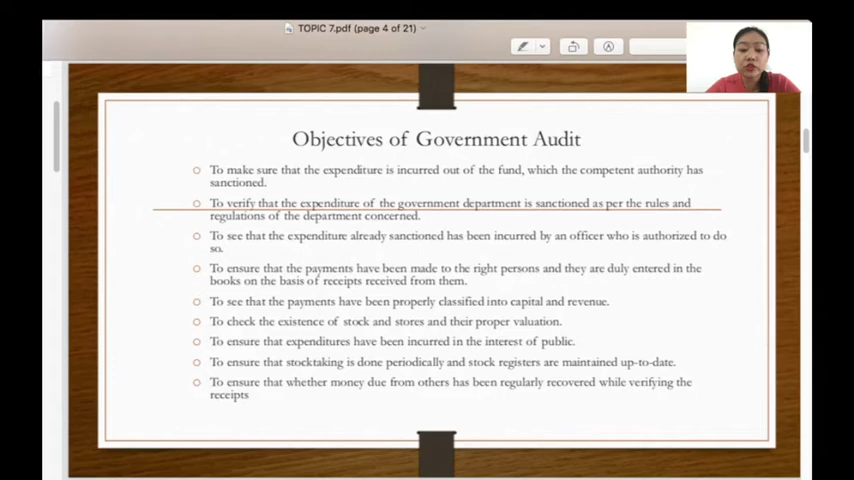 TOPIC 7.pdf (page 4 of 21)
Objectives of Government Audit
To make sure that the expenditure is incurred out of the fund, which the competent authority has
sanctioned.
To verify that the expenditure of the government department is sanctioned as per the rules and
regulations of the department concerned.
To see that the expenditure already sanctioned has been incurred by an officer who is authorized to do
so.
To ensure that the payments have been made to the right persons and they are duly entered in the
books on the basis of receipts received from them.
To see that the payments have been properly classified into capital and revenue.
To check the existence of stock and stores and their proper valuation.
To ensure that expenditures have been incurred in the interest of public.
To ensure that stocktaking is done periodically and stock registers are maintained up-to-date.
To ensure that whether money due from others has been regularly recovered while verifying the
receipts